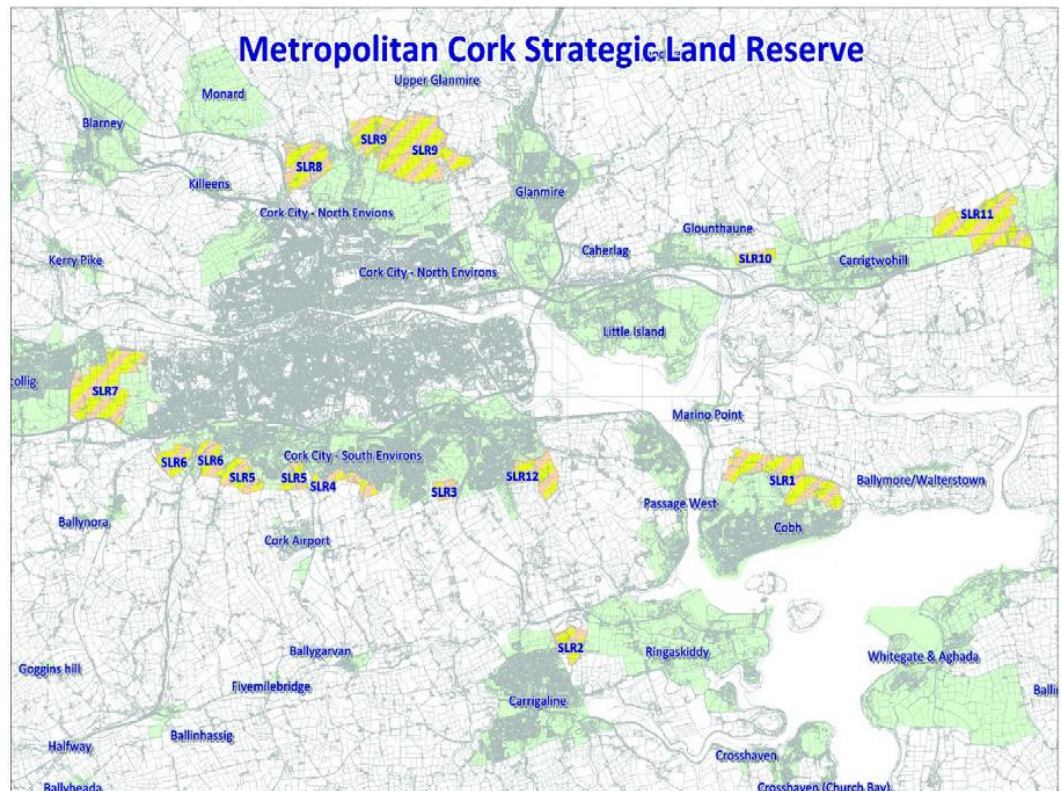 Metropolitan Cork Strategic Land Reserve
Upper Glanmire
Monard
Blarney
SLR9
SLR9
SLR8
Killeens
Glanmire
Cork City - North Envions
SLR11
Glounthaune
Caherlag
SLR10
Carrigtwohill
Kerry Pike
Cork City - North Environs
Little Island
collig
SLR7
Marino Point
Cork City - South Environs
SLR6
SLR6
SLR5
SLR5
SLR4
SLR3
SLR12
SLR1
Ballymore/Walterstown
Passage West
Ballynora
Cobh
Cork Airport
SLR2
Ballygarvan
Ringaskiddy
Whitegate & Aghada
Goggins hill
Fivemilebridge
Balli
Carrigaline
Ballinhassig
Halfway
Crosshaven
Ballyheada
Crosshaven (Church Bay)